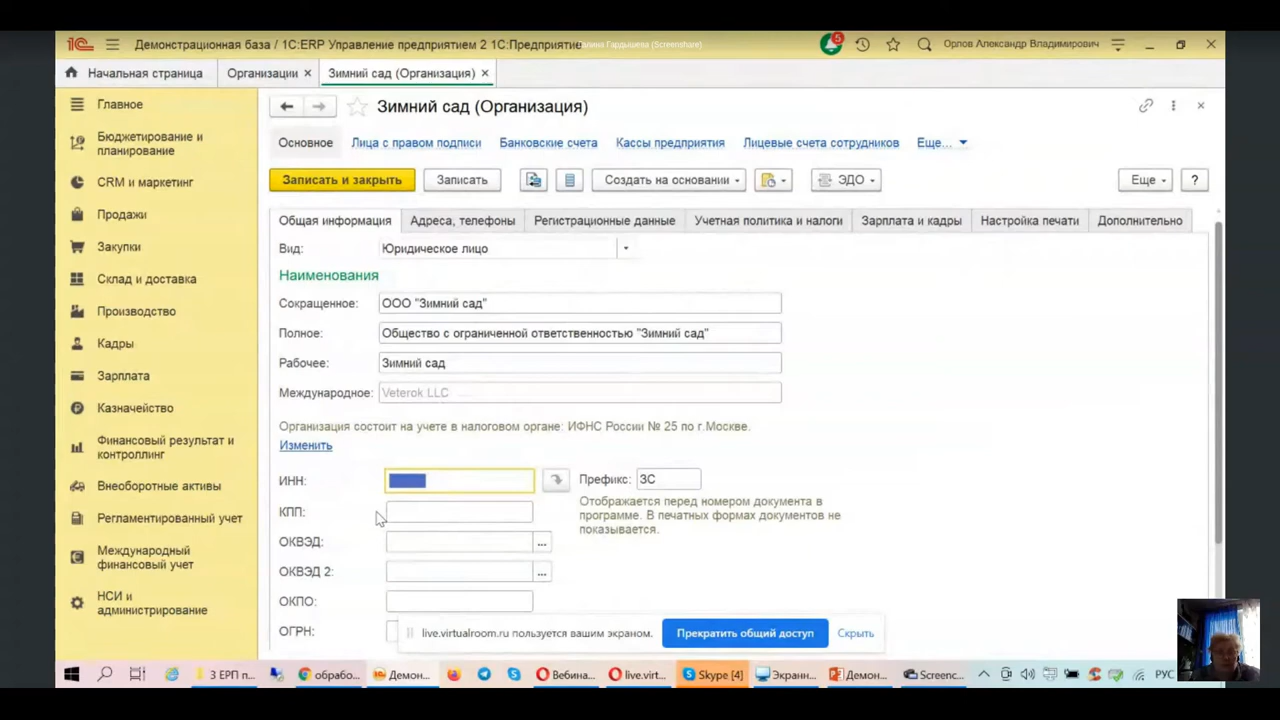 1С Демонстрационная база / 1С:ERP Управление предприятием 2 1С:Предприятие
Галина Гардышева (Screenshare)
5
Орлов Александр Владимирович
Начальная страница
Организации ×
Зимний сад (Организация) ×
Главное
Бюджетирование и
планирование
CRM и маркетинг
Продажи
Закупки
Склад и доставка
Производство
Кадры
Зарплата
Казначейство
Финансовый результат и
контроллинг
Внеоборотные активы
Регламентированный учет
Международный
финансовый учет
НСИ и
администрирование
Зимний сад (Организация)
Основное Лица с правом подписи Банковские счета Кассы предприятия Лицевые счета сотрудников Еще...
Записать и закрыть Записать Создать на основании ЭДО Еще ?
Общая информация Адреса, телефоны Регистрационные данные Учетная политика и налоги Зарплата и кадры Настройка печати Дополнительно
Вид: Юридическое лицо
Наименования
Сокращенное: ООО "Зимний сад"
Полное: Общество с ограниченной ответственностью "Зимний сад"
Рабочее: Зимний сад
Международное: Veterok LLC
Организация состоит на учете в налоговом органе: ИФНС России № 25 по г.Москве.
Изменить
ИНН:
Префикс: ЗС
Отображается перед номером документа в
программе. В печатных формах документов не
показывается.
КПП:
ОКВЭД: ...
ОКВЭД 2: ...
ОКПО:
ОГРН:
live.virtualroom.ru пользуется вашим экраном. Прекратить общий доступ Скрыть
3 ЕРП п... обрабо... Демон... Вебина... live.virt... Skype [4] Экранн... Демон... Screenc... РУС